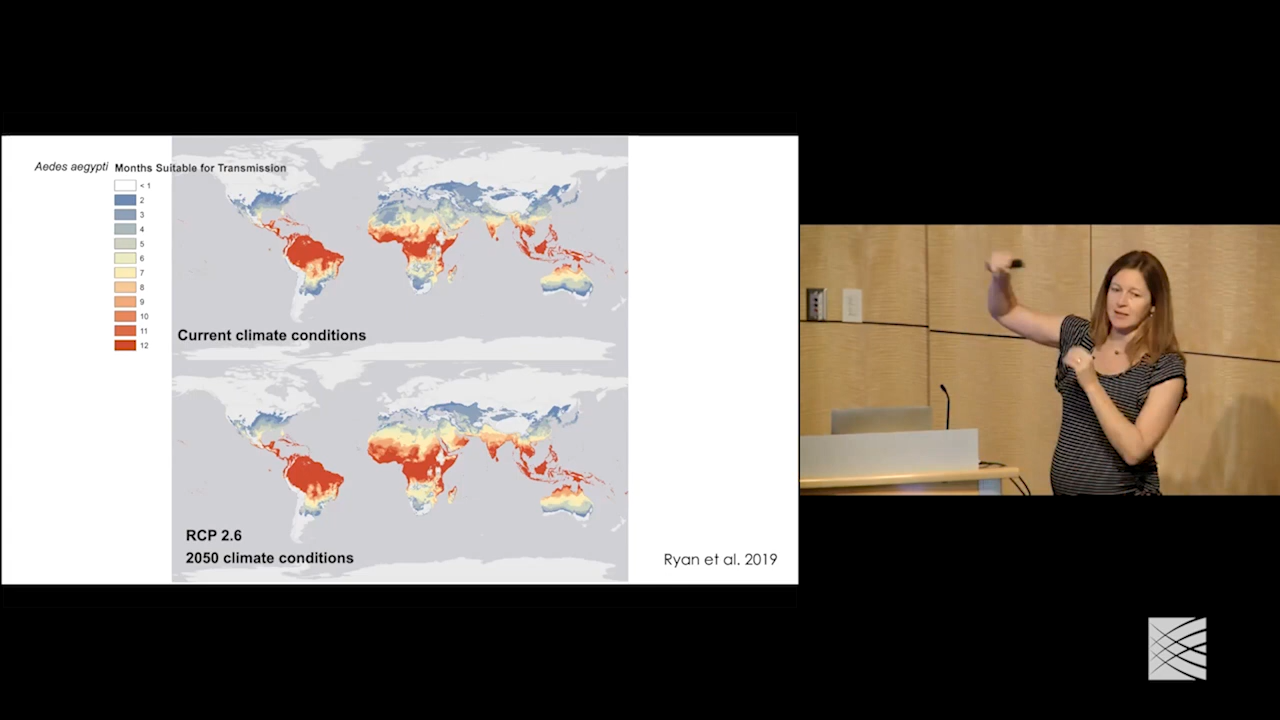 Aedes aegypti Months Suitable for Transmission
< 1
2
3
4
5
6
7
8
9
10
11
12
Current climate conditions
RCP 2.6
2050 climate conditions
Ryan et al. 2019